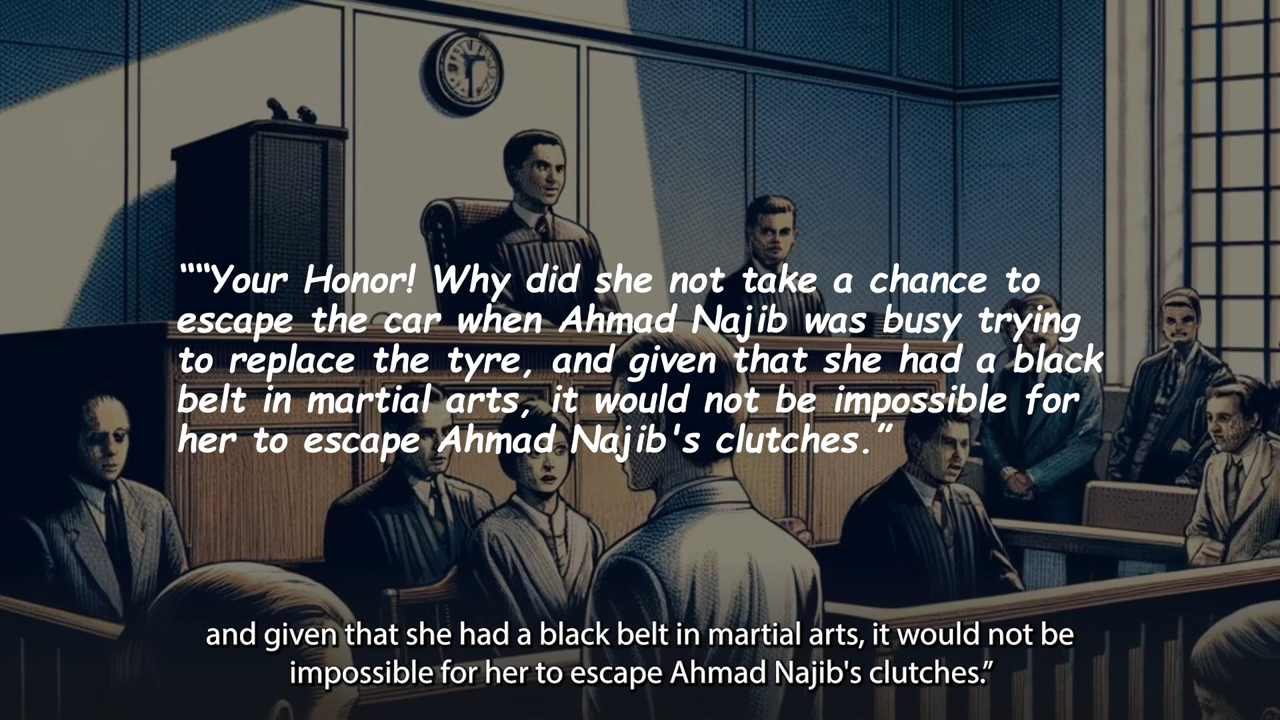 ““"Your Honor! Why did she not take a chance to
escape the car when Ahmad Najib was busy trying
to replace the tyre, and given that she had a black
belt in martial arts, it would not be impossible for
her to escape Ahmad Najib's clutches.”
and given that she had a black belt in martial arts, it would not be
impossible for her to escape Ahmad Najib's clutches.”